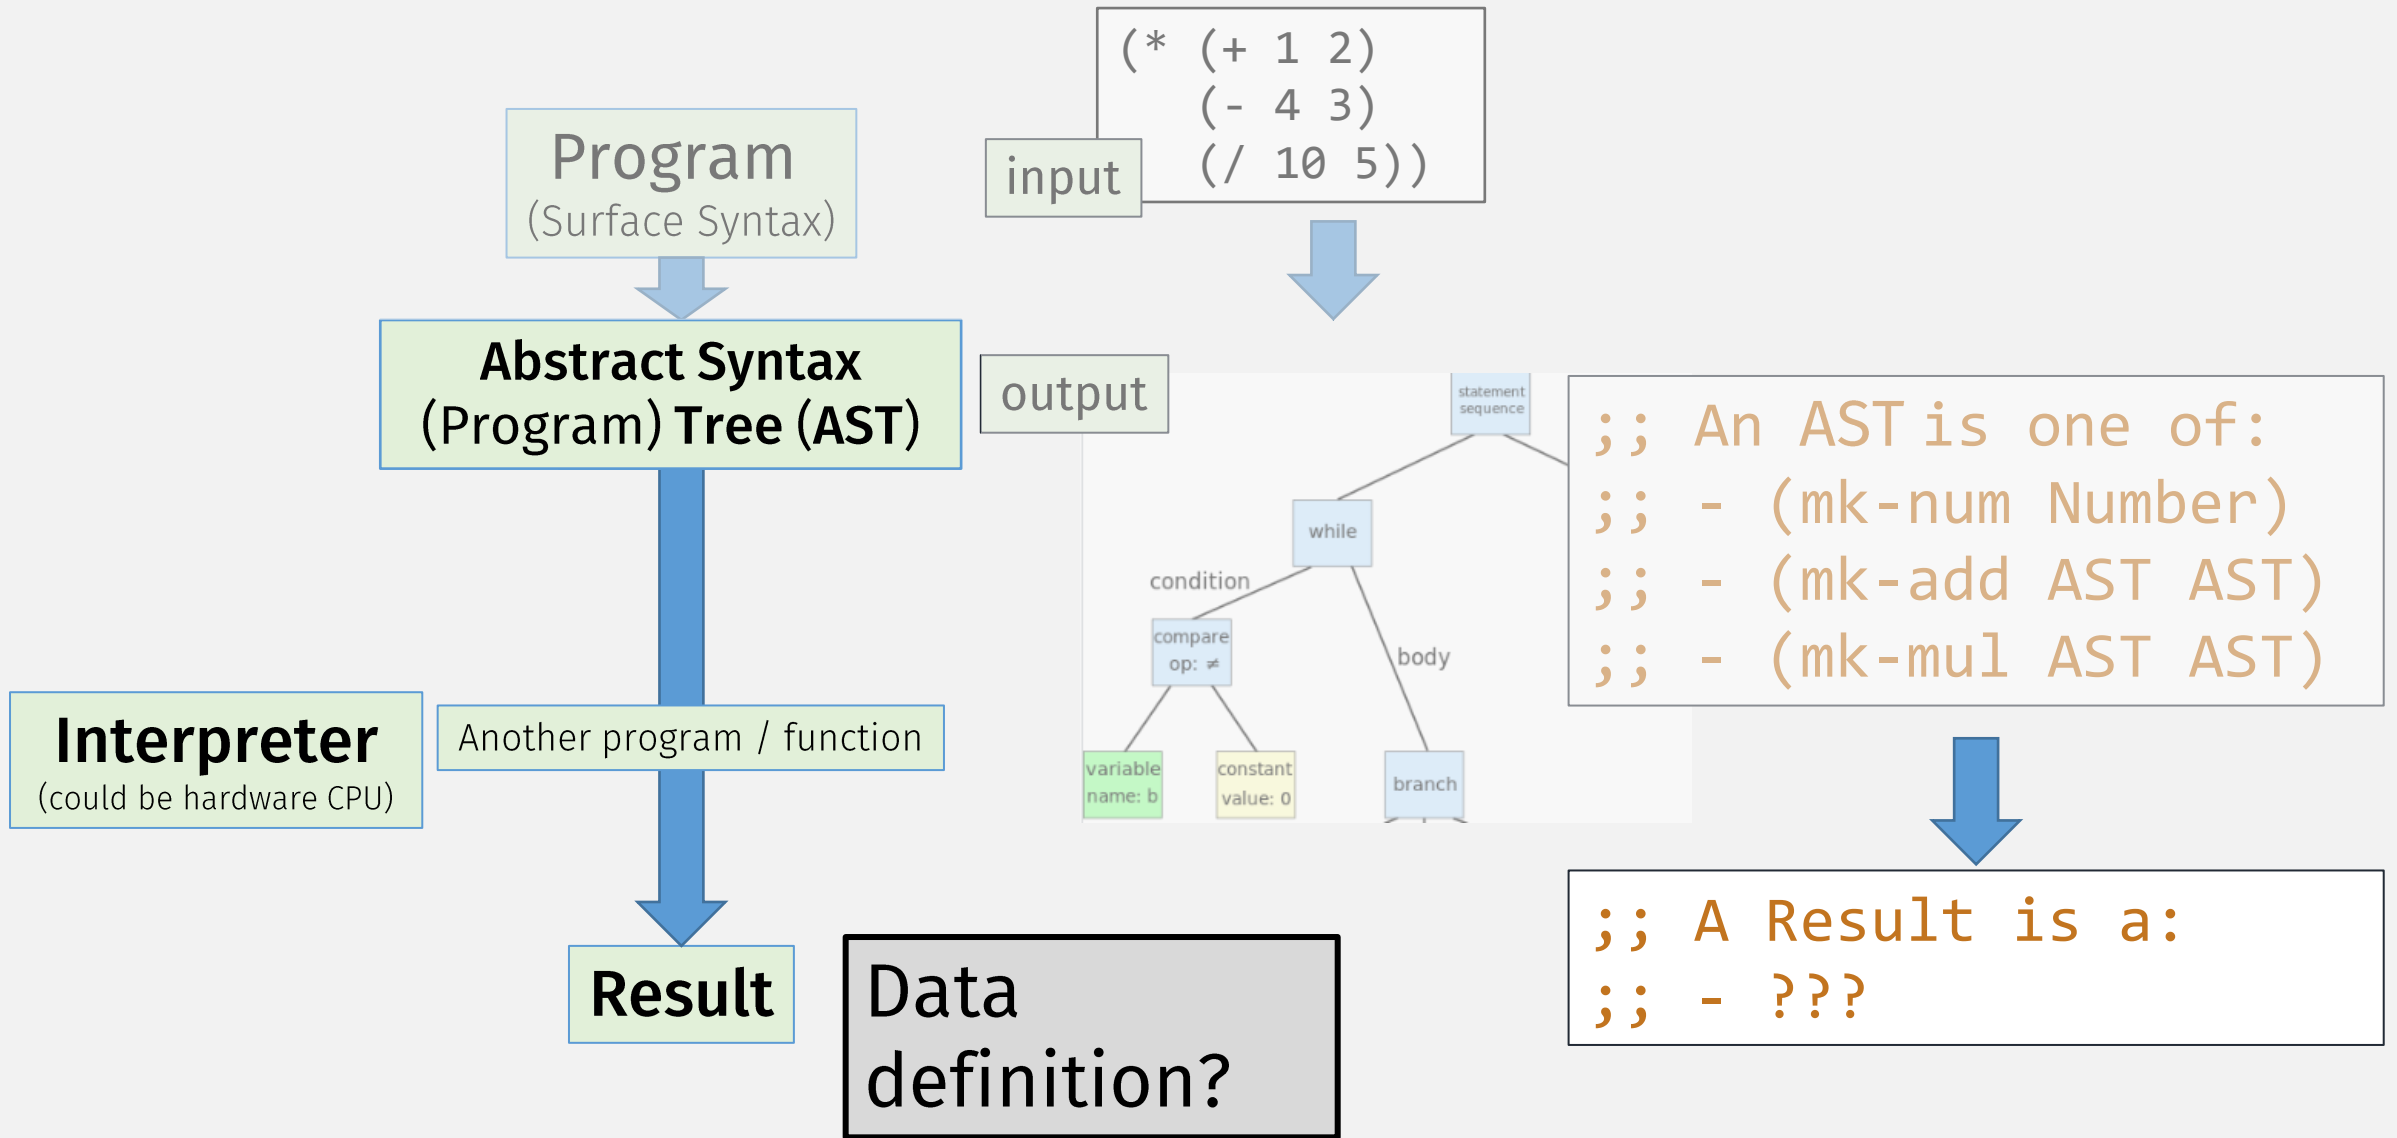 (* (+ 1 2)
(- 4 3)
(/ 10 5))
input
Program
(Surface Syntax)
Abstract Syntax
(Program) Tree (AST)
output
statement
sequence
while
condition
compare
op: ≠
body
variable
name: b
constant
value: 0
branch
;; An AST is one of:
;; - (mk-num Number)
;; - (mk-add AST AST)
;; - (mk-mul AST AST)
Interpreter
(could be hardware CPU)
Another program / function
Result
Data
definition?
;; A Result is a:
;; - ???